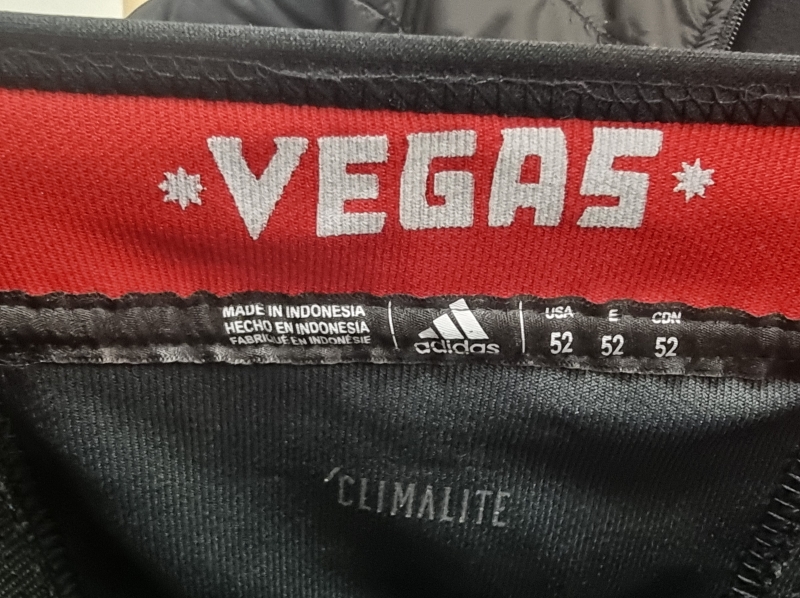 VEGAS
MADE IN INDONESIA
HECHO EN INDONESIA
FABRIQUÉ EN INDONÉSIE
adidas
USA E CDN
52 52 52
CLIMALITE